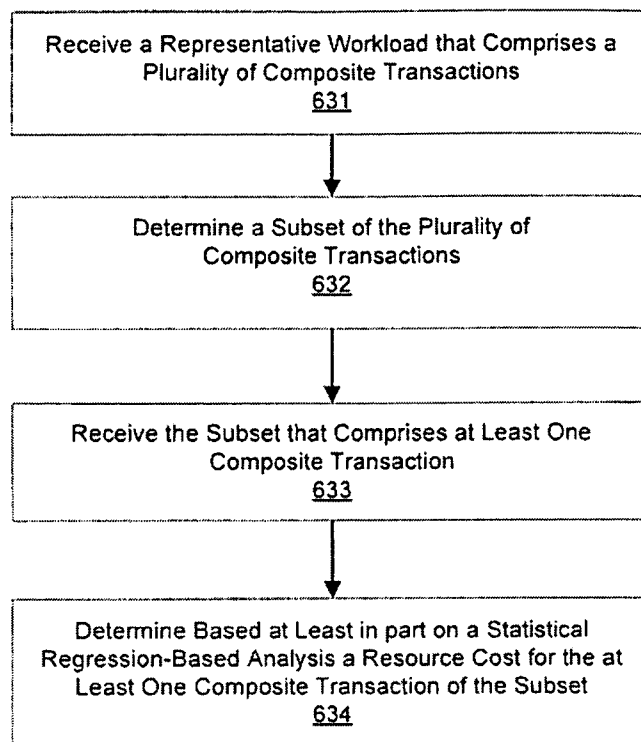 Receive a Representative Workload that Comprises a
Plurality of Composite Transactions
631
Determine a Subset of the Plurality of
Composite Transactions
632
Receive the Subset that Comprises at Least One
Composite Transaction
633
Determine Based at Least in part on a Statistical
Regression-Based Analysis a Resource Cost for the at
Least One Composite Transaction of the Subset
634